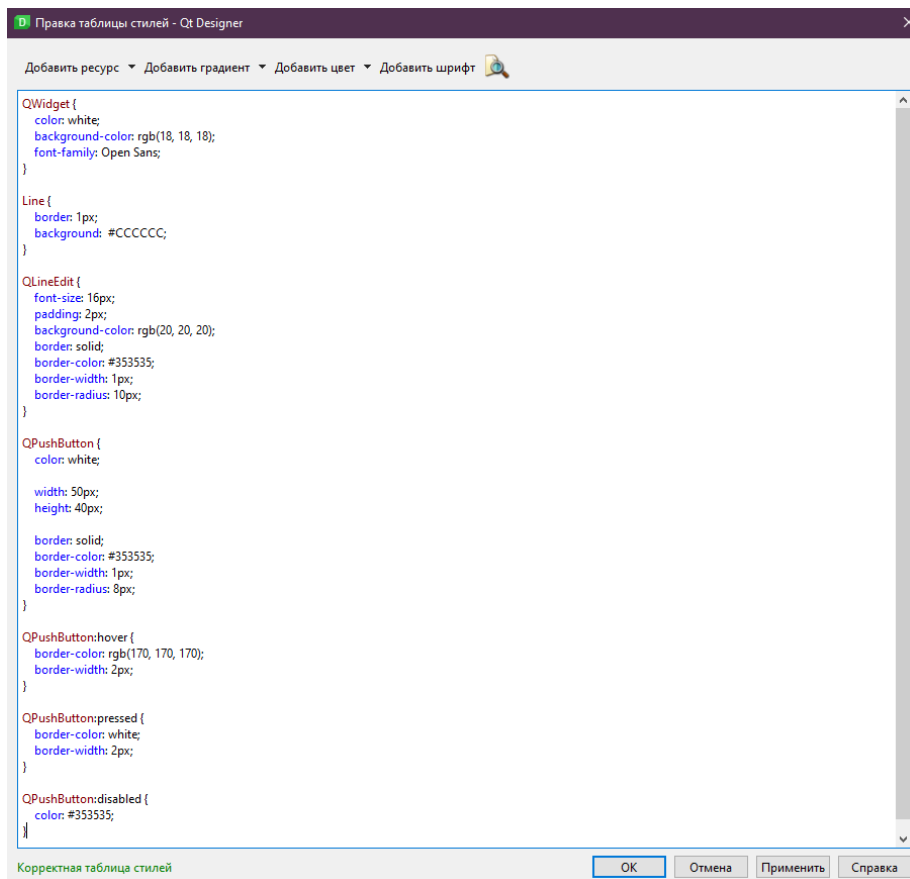 Правка таблицы стилей - Qt Designer
Добавить ресурс Добавить градиент Добавить цвет Добавить шрифт
QWidget {
color: white;
background-color: rgb(18, 18, 18);
font-family: Open Sans;
}
Line {
border: 1px;
background:  #CCCCCC;
}
QLineEdit {
font-size: 16px;
padding: 2px;
background-color: rgb(20, 20, 20);
border: solid;
border-color: #353535;
border-width: 1px;
border-radius: 10px;
}
QPushButton {
color: white;
width: 50px;
height: 40px;
border: solid;
border-color: #353535;
border-width: 1px;
border-radius: 8px;
}
QPushButton:hover {
border-color: rgb(170, 170, 170);
border-width: 2px;
}
QPushButton:pressed {
border-color: white;
border-width: 2px;
}
QPushButton:disabled {
color: #353535;
}
Корректная таблица стилей OK Отмена Применить Справка